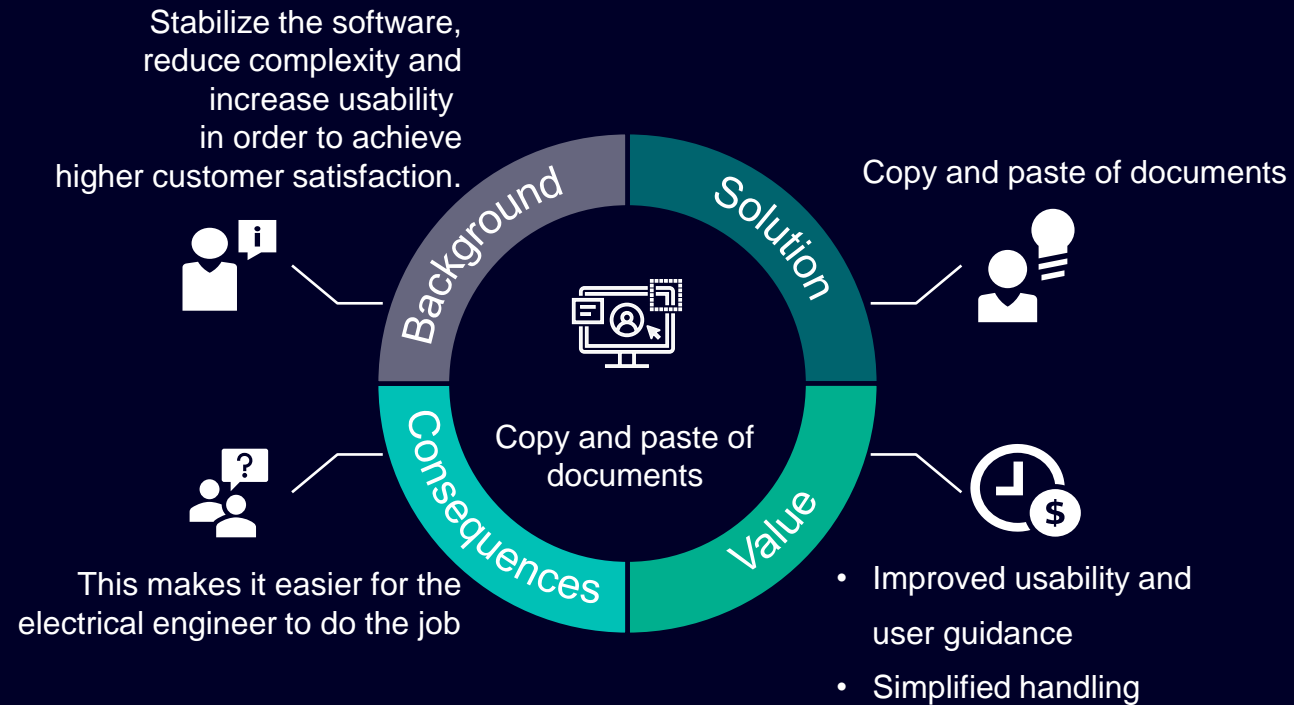 Stabilize the software,
reduce complexity and
increase usability
in order to achieve
higher customer satisfaction.
i
Background
Solution
Copy and paste of documents
Copy and paste of
documents
?
Consequences
This makes it easier for the
electrical engineer to do the job
Value
$
• Improved usability and
user guidance
• Simplified handling